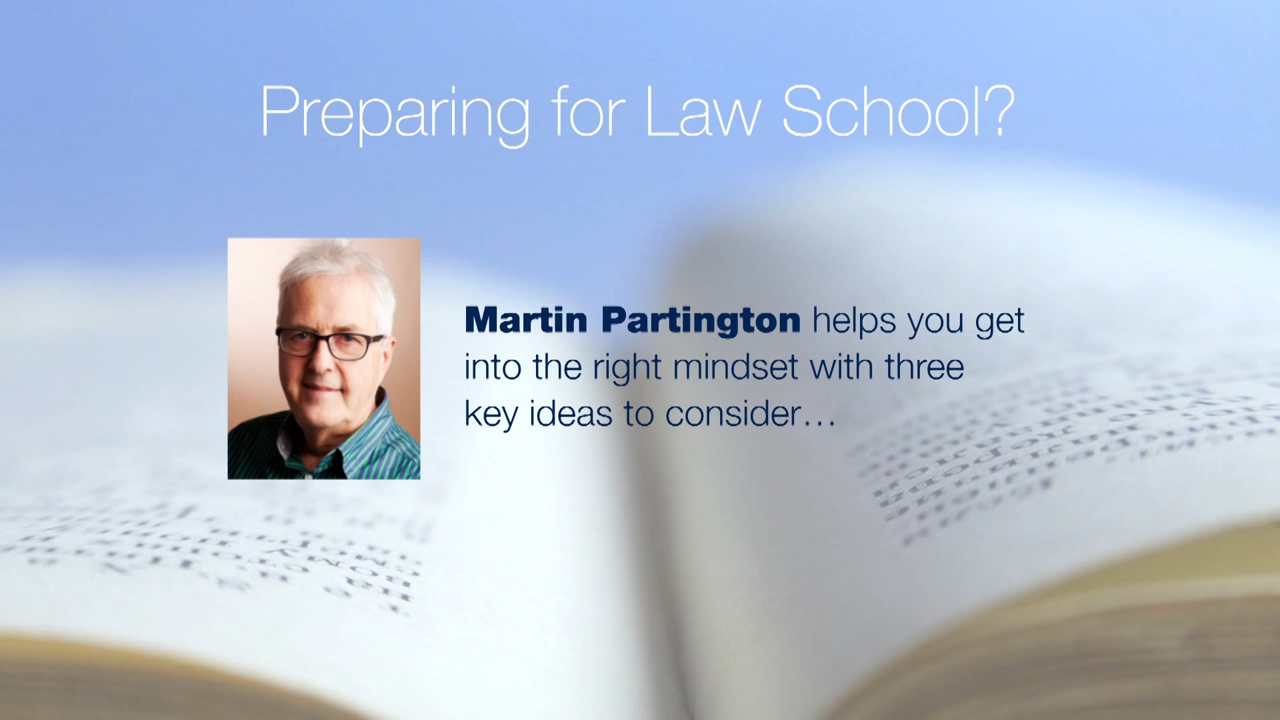 Preparing for Law School?
Martin Partington helps you get
into the right mindset with three
key ideas to consider…